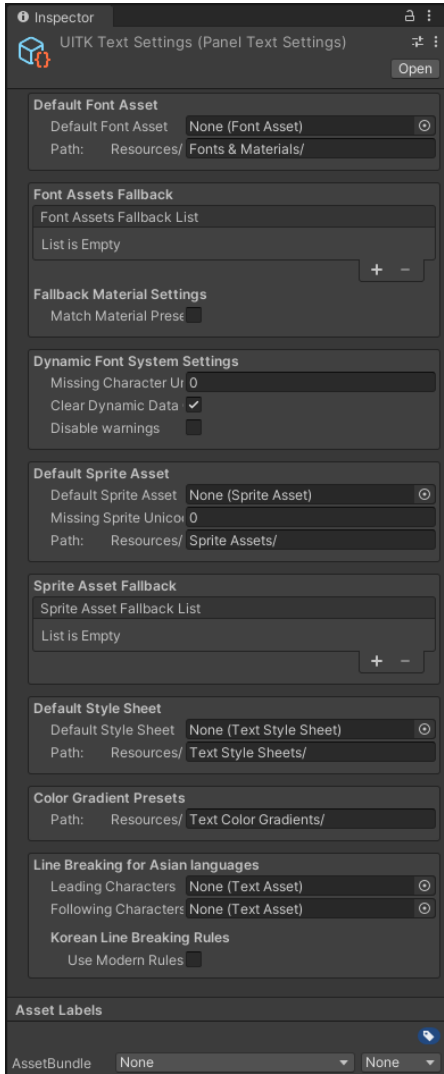 Inspector
UITK Text Settings (Panel Text Settings)
Open
Default Font Asset
Default Font Asset None (Font Asset)
Path: Resources/ Fonts & Materials/
Font Assets Fallback
Font Assets Fallback List
List is Empty
+ −
Fallback Material Settings
Match Material Prese
Dynamic Font System Settings
Missing Character Un 0
Clear Dynamic Data
Disable warnings
Default Sprite Asset
Default Sprite Asset None (Sprite Asset)
Missing Sprite Unico 0
Path: Resources/ Sprite Assets/
Sprite Asset Fallback
Sprite Asset Fallback List
List is Empty
+ −
Default Style Sheet
Default Style Sheet None (Text Style Sheet)
Path: Resources/ Text Style Sheets/
Color Gradient Presets
Path: Resources/ Text Color Gradients/
Line Breaking for Asian languages
Leading Characters None (Text Asset)
Following Characters None (Text Asset)
Korean Line Breaking Rules
Use Modern Rules
Asset Labels
AssetBundle None None